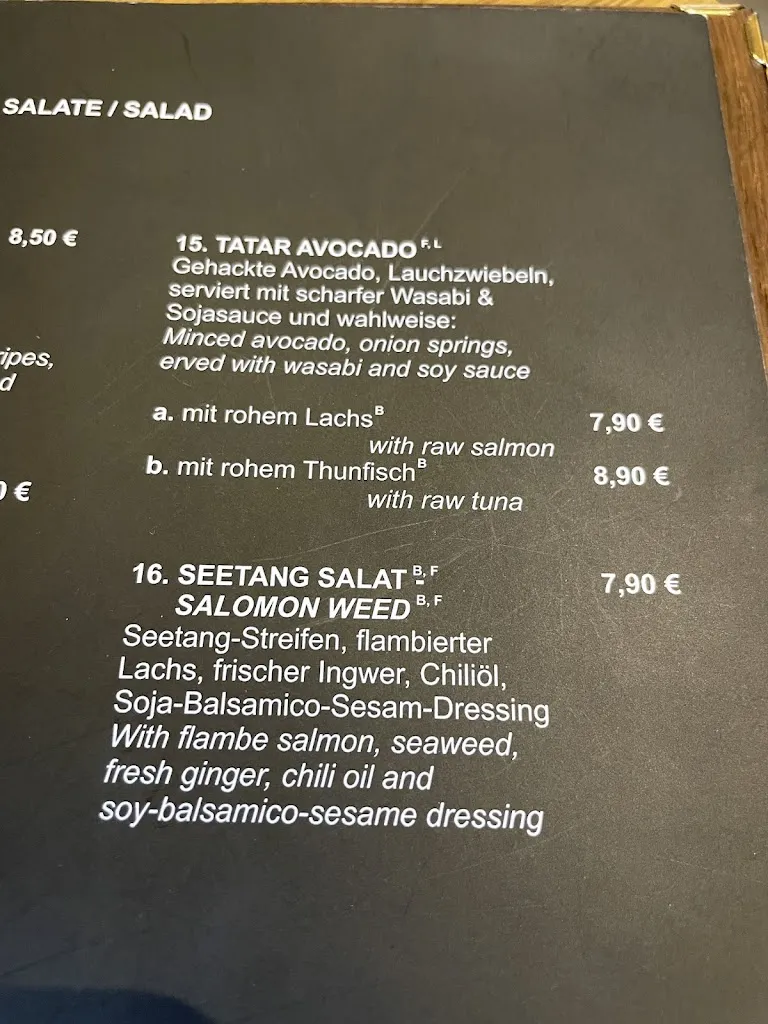 SALATE / SALAD
8,50 €
15. TATAR AVOCADO F, L
Gehackte Avocado, Lauchzwiebeln,
serviert mit scharfer Wasabi &
Sojasauce und wahlweise:
Minced avocado, onion springs,
erved with wasabi and soy sauce
a. mit rohem Lachs B 7,90 €
with raw salmon
b. mit rohem Thunfisch B 8,90 €
with raw tuna
€
16. SEETANG SALAT - B, F 7,90 €
SALOMON WEED B, F
Seetang-Streifen, flambierter
Lachs, frischer Ingwer, Chiliöl,
Soja-Balsamico-Sesam-Dressing
With flambe salmon, seaweed,
fresh ginger, chili oil and
soy-balsamico-sesame dressing